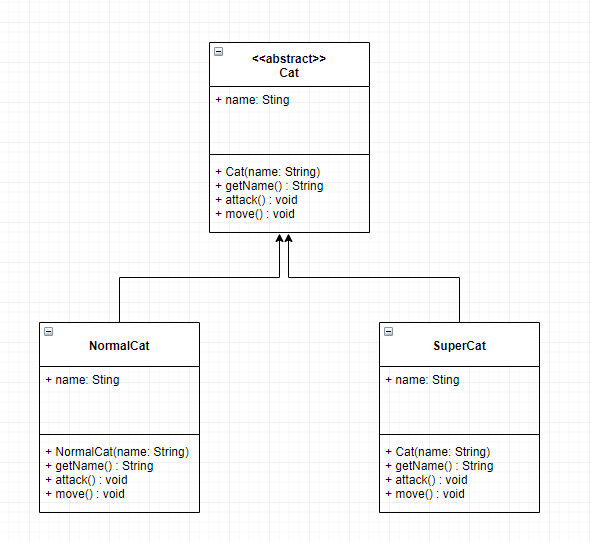 <<abstract>>
Cat
+ name: Sting
+ Cat(name: String)
+ getName() : String
+ attack() : void
+ move() : void
NormalCat
+ name: Sting
+ NormalCat(name: String)
+ getName() : String
+ attack() : void
+ move() : void
SuperCat
+ name: Sting
+ Cat(name: String)
+ getName() : String
+ attack() : void
+ move() : void